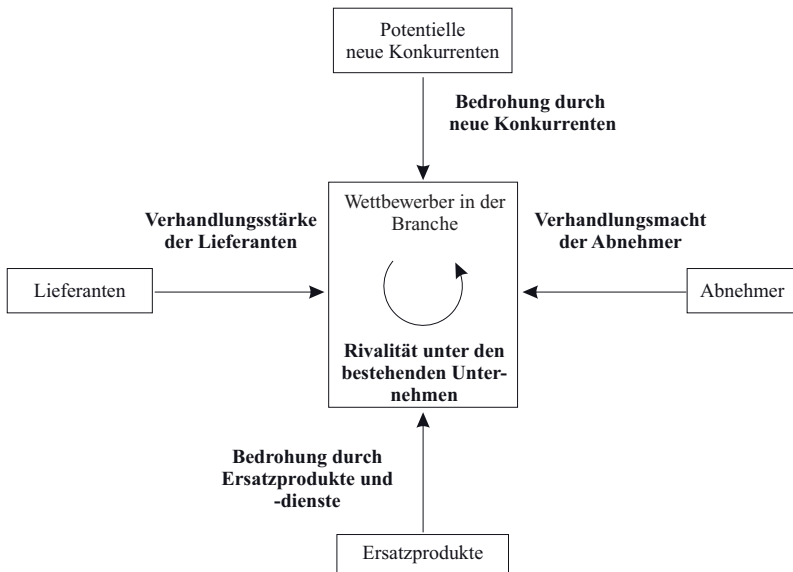 Potentielle
neue Konkurrenten
Bedrohung durch
neue Konkurrenten
Verhandlungsstärke
der Lieferanten
Wettbewerber in der
Branche
Verhandlungsmacht
der Abnehmer
Lieferanten
Abnehmer
Rivalität unter den
bestehenden Unter-
nehmen
Bedrohung durch
Ersatzprodukte und
-dienste
Ersatzprodukte